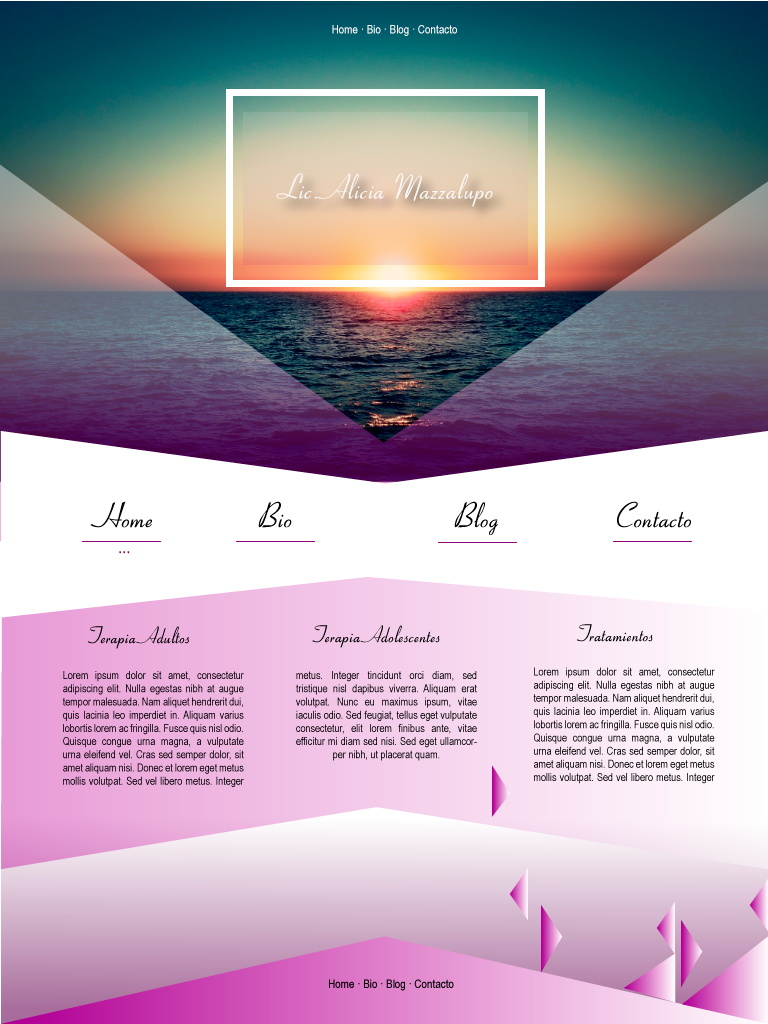 Home · Bio · Blog · Contacto
Lic. Alicia Mazzalupo
Home
Bio
Blog
Contacto
...
Terapia Adultos
Lorem ipsum dolor sit amet, consectetur
adipiscing elit. Nulla egestas nibh at augue
tempor malesuada. Nam aliquet hendrerit dui,
quis lacinia leo imperdiet in. Aliquam varius
lobortis lorem ac fringilla. Fusce quis nisl odio.
Quisque congue urna magna, a vulputate
urna eleifend vel. Cras sed semper dolor, sit
amet aliquam nisi. Donec et lorem eget metus
mollis volutpat. Sed vel libero metus. Integer
Terapia Adolescentes
metus. Integer tincidunt orci diam, sed
tristique nisl dapibus viverra. Aliquam erat
volutpat. Nunc eu maximus ipsum, vitae
iaculis odio. Sed feugiat, tellus eget vulputate
consectetur, elit lorem finibus ante, vitae
efficitur mi diam sed nisi. Sed eget ullamcor-
per nibh, ut placerat quam.
Tratamientos
Lorem ipsum dolor sit amet, consectetur
adipiscing elit. Nulla egestas nibh at augue
tempor malesuada. Nam aliquet hendrerit dui,
quis lacinia leo imperdiet in. Aliquam varius
lobortis lorem ac fringilla. Fusce quis nisl odio.
Quisque congue urna magna, a vulputate
urna eleifend vel. Cras sed semper dolor, sit
amet aliquam nisi. Donec et lorem eget metus
mollis volutpat. Sed vel libero metus. Integer
Home · Bio · Blog · Contacto